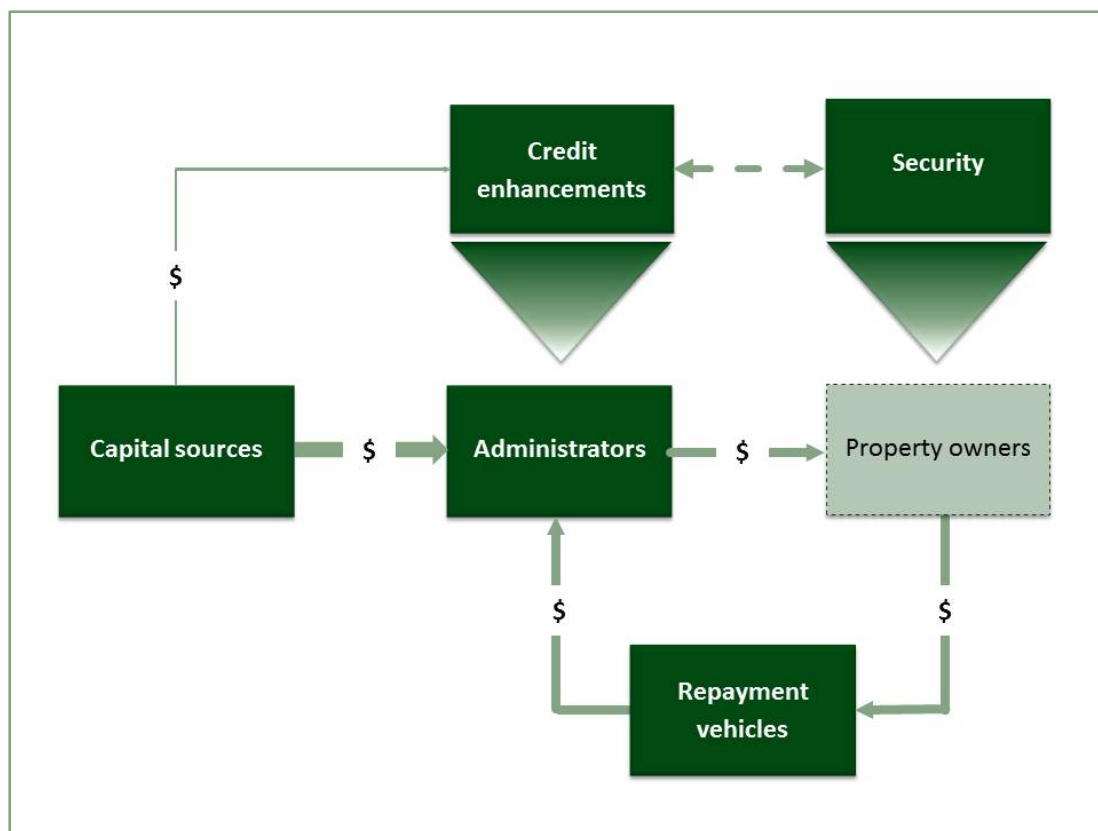 Credit
enhancements
Security
$
Capital sources
$
Administrators
$
Property owners
$
$
Repayment
vehicles